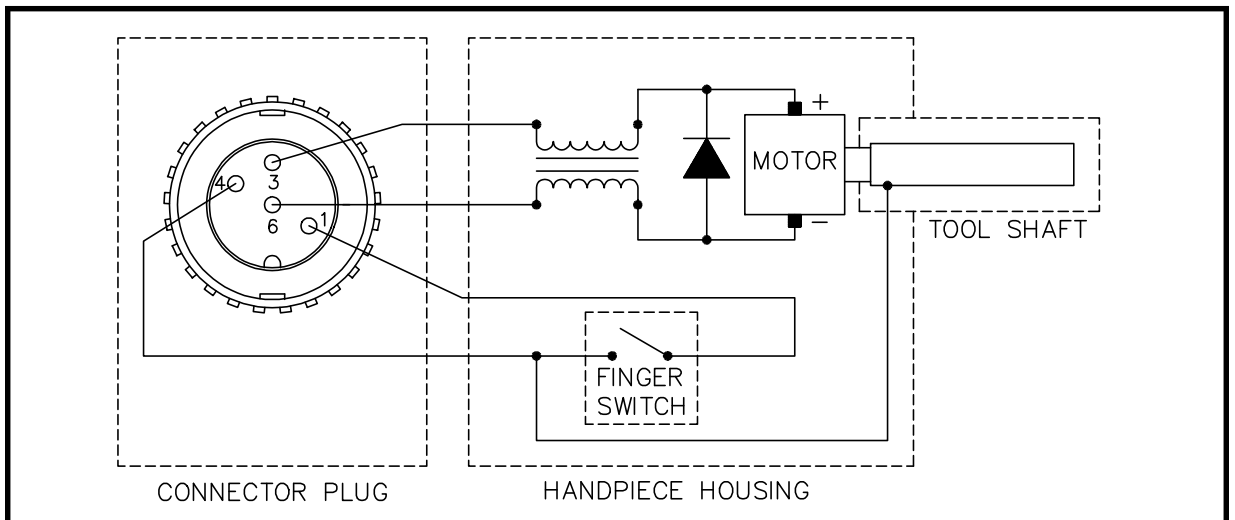 +
MOTOR
4
3
1
6
−
TOOL SHAFT
FINGER
SWITCH
CONNECTOR PLUG
HANDPIECE HOUSING